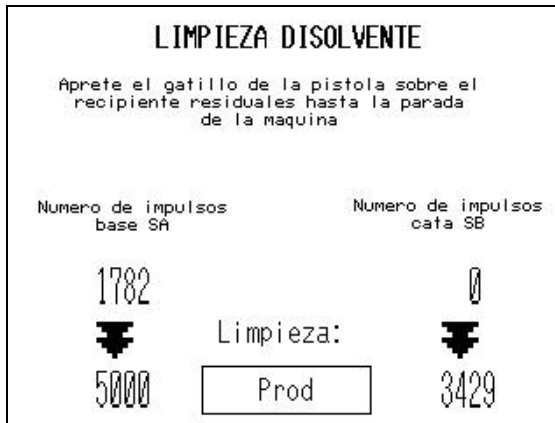 LIMPIEZA DISOLVENTE
Aprete el gatillo de la pistola sobre el
recipiente residuales hasta la parada
de la maquina
Numero de impulsos
base SA
Numero de impulsos
cata SB
1782
0
Limpieza:
5000
Prod
3429